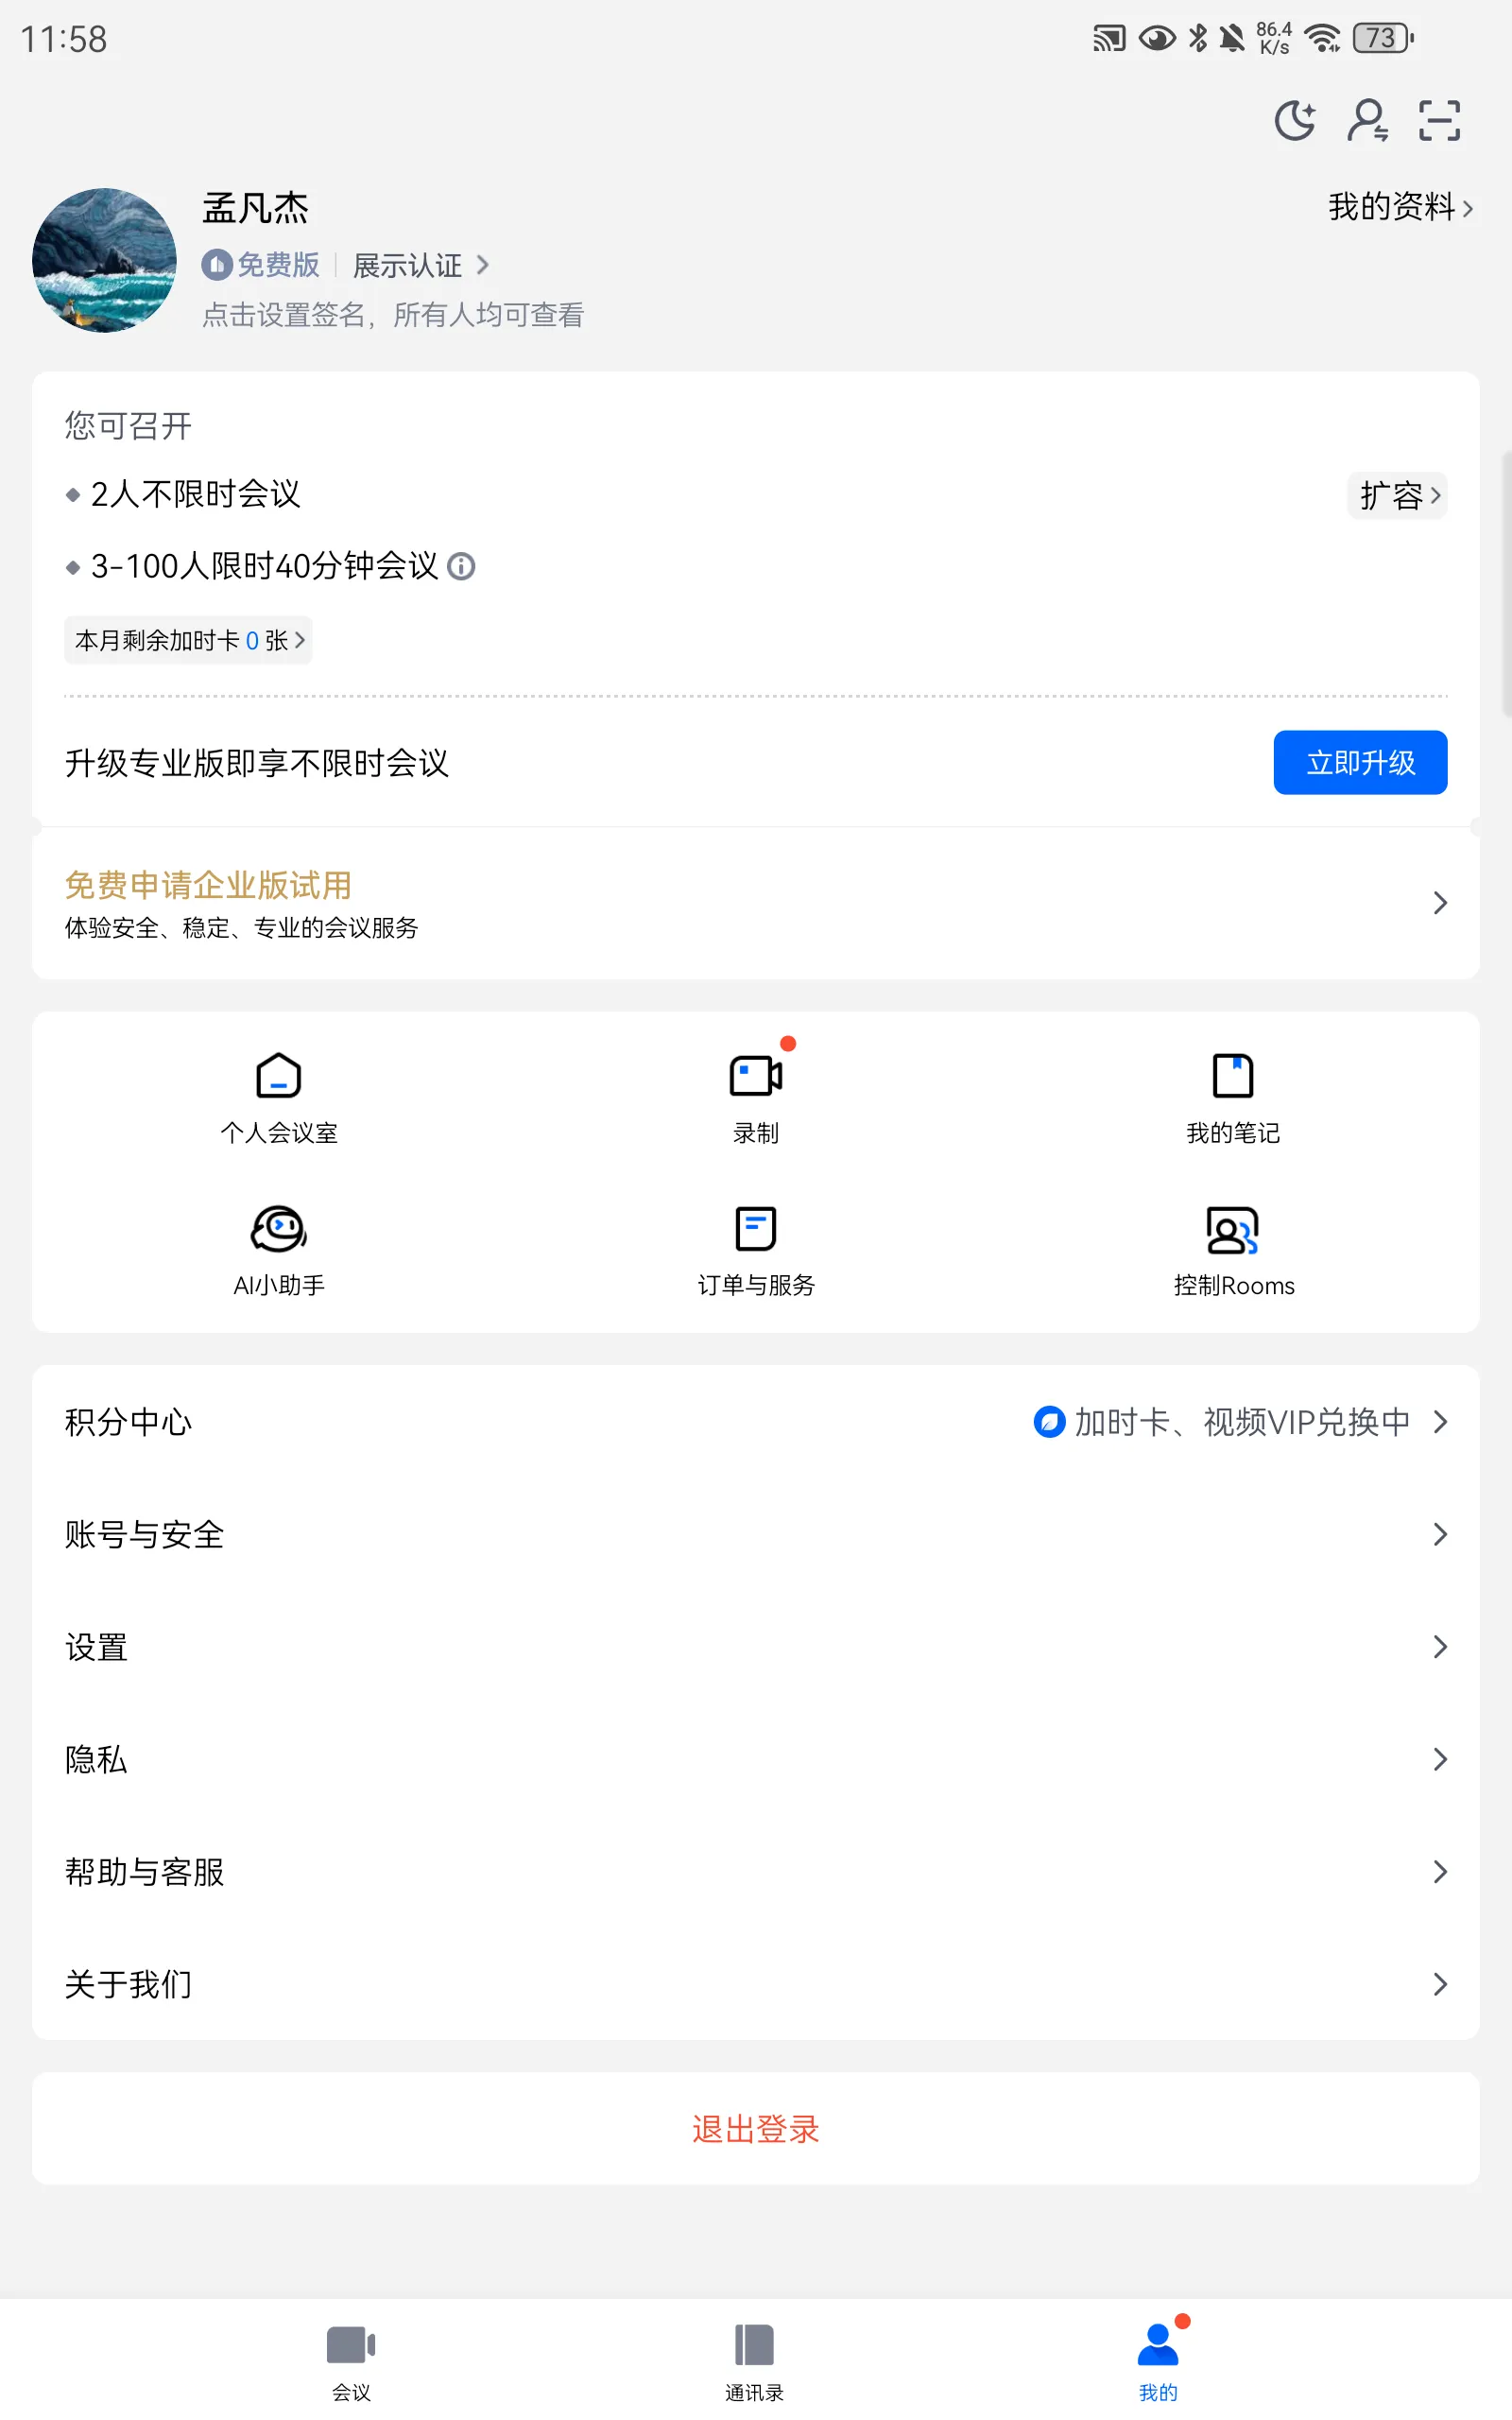 11:58
86.4
K/s
73
孟凡杰
我的资料
免费版
展示认证
点击设置签名，所有人均可查看
您可召开
2人不限时会议
扩容
3-100人限时40分钟会议
本月剩余加时卡 0 张
升级专业版即享不限时会议
立即升级
免费申请企业版试用
体验安全、稳定、专业的会议服务
个人会议室
录制
我的笔记
AI小助手
订单与服务
控制Rooms
积分中心
加时卡、视频VIP兑换中
账号与安全
设置
隐私
帮助与客服
关于我们
退出登录
会议
通讯录
我的